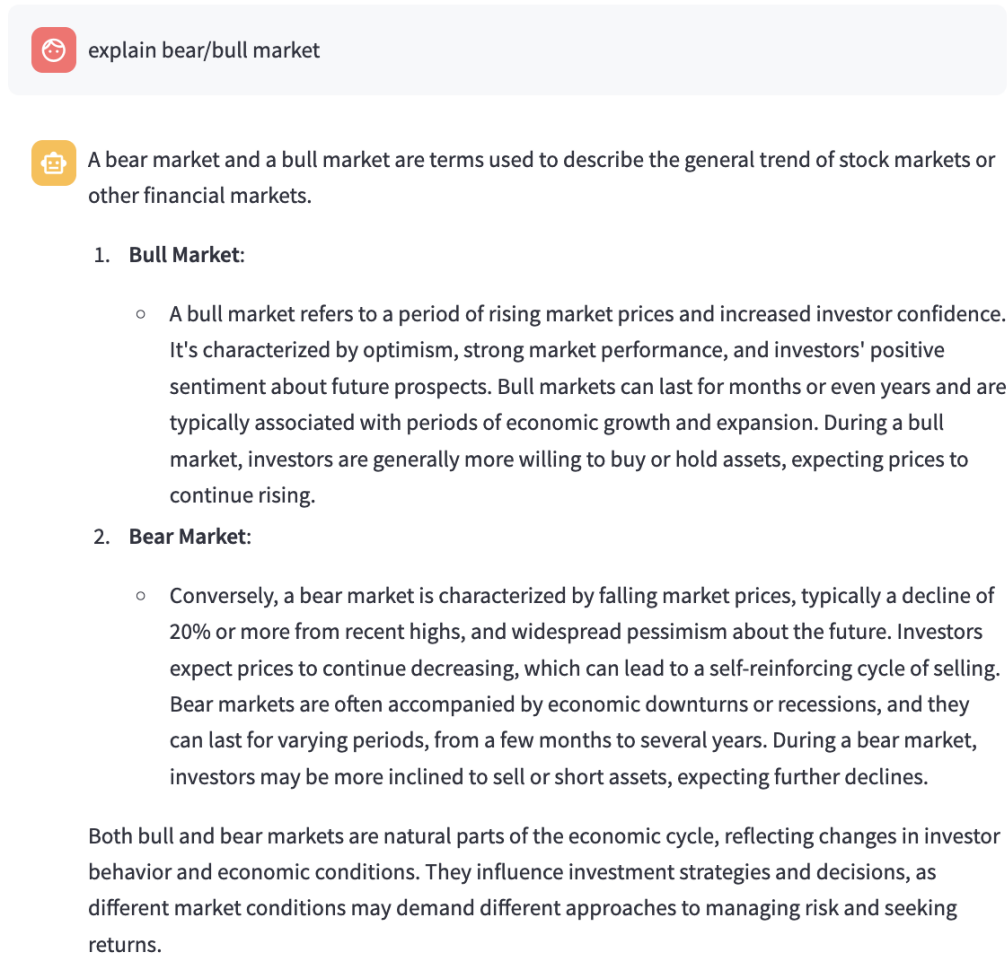 explain bear/bull market
A bear market and a bull market are terms used to describe the general trend of stock markets or
other financial markets.
1. Bull Market:
○ A bull market refers to a period of rising market prices and increased investor confidence.
It's characterized by optimism, strong market performance, and investors' positive
sentiment about future prospects. Bull markets can last for months or even years and are
typically associated with periods of economic growth and expansion. During a bull
market, investors are generally more willing to buy or hold assets, expecting prices to
continue rising.
2. Bear Market:
○ Conversely, a bear market is characterized by falling market prices, typically a decline of
20% or more from recent highs, and widespread pessimism about the future. Investors
expect prices to continue decreasing, which can lead to a self-reinforcing cycle of selling.
Bear markets are often accompanied by economic downturns or recessions, and they
can last for varying periods, from a few months to several years. During a bear market,
investors may be more inclined to sell or short assets, expecting further declines.
Both bull and bear markets are natural parts of the economic cycle, reflecting changes in investor
behavior and economic conditions. They influence investment strategies and decisions, as
different market conditions may demand different approaches to managing risk and seeking
returns.